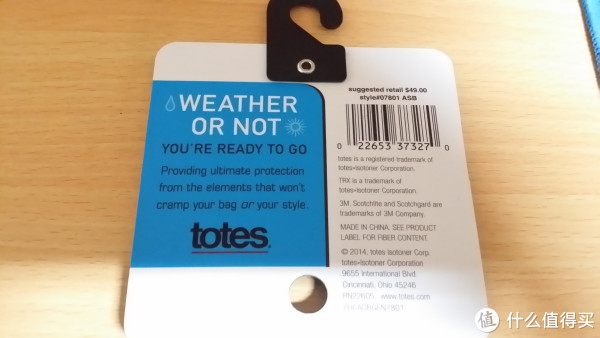 WEATHER
OR NOT
YOU'RE READY TO GO
Providing ultimate protection
from the elements that won't
cramp your bag or your style
totes
suggested retail $49.00
style#07801 ASB
0 22653 37327 0
totes is a registered trademark of
totes»Isotoner Corporation.
TRX is a trademark of
totes»Isotoner Corporation.
3M, Scotchlite and Scotchgard are
trademarks of 3M Company.
MADE IN CHINA. SEE PRODUCT
LABEL FOR FIBER CONTENT.
© 2014, totes Isotoner Corp.
totes»Isotoner Corporation
9655 International Blvd.
Cincinnati, Ohio 45246
www.totes.com
值 什么值得买